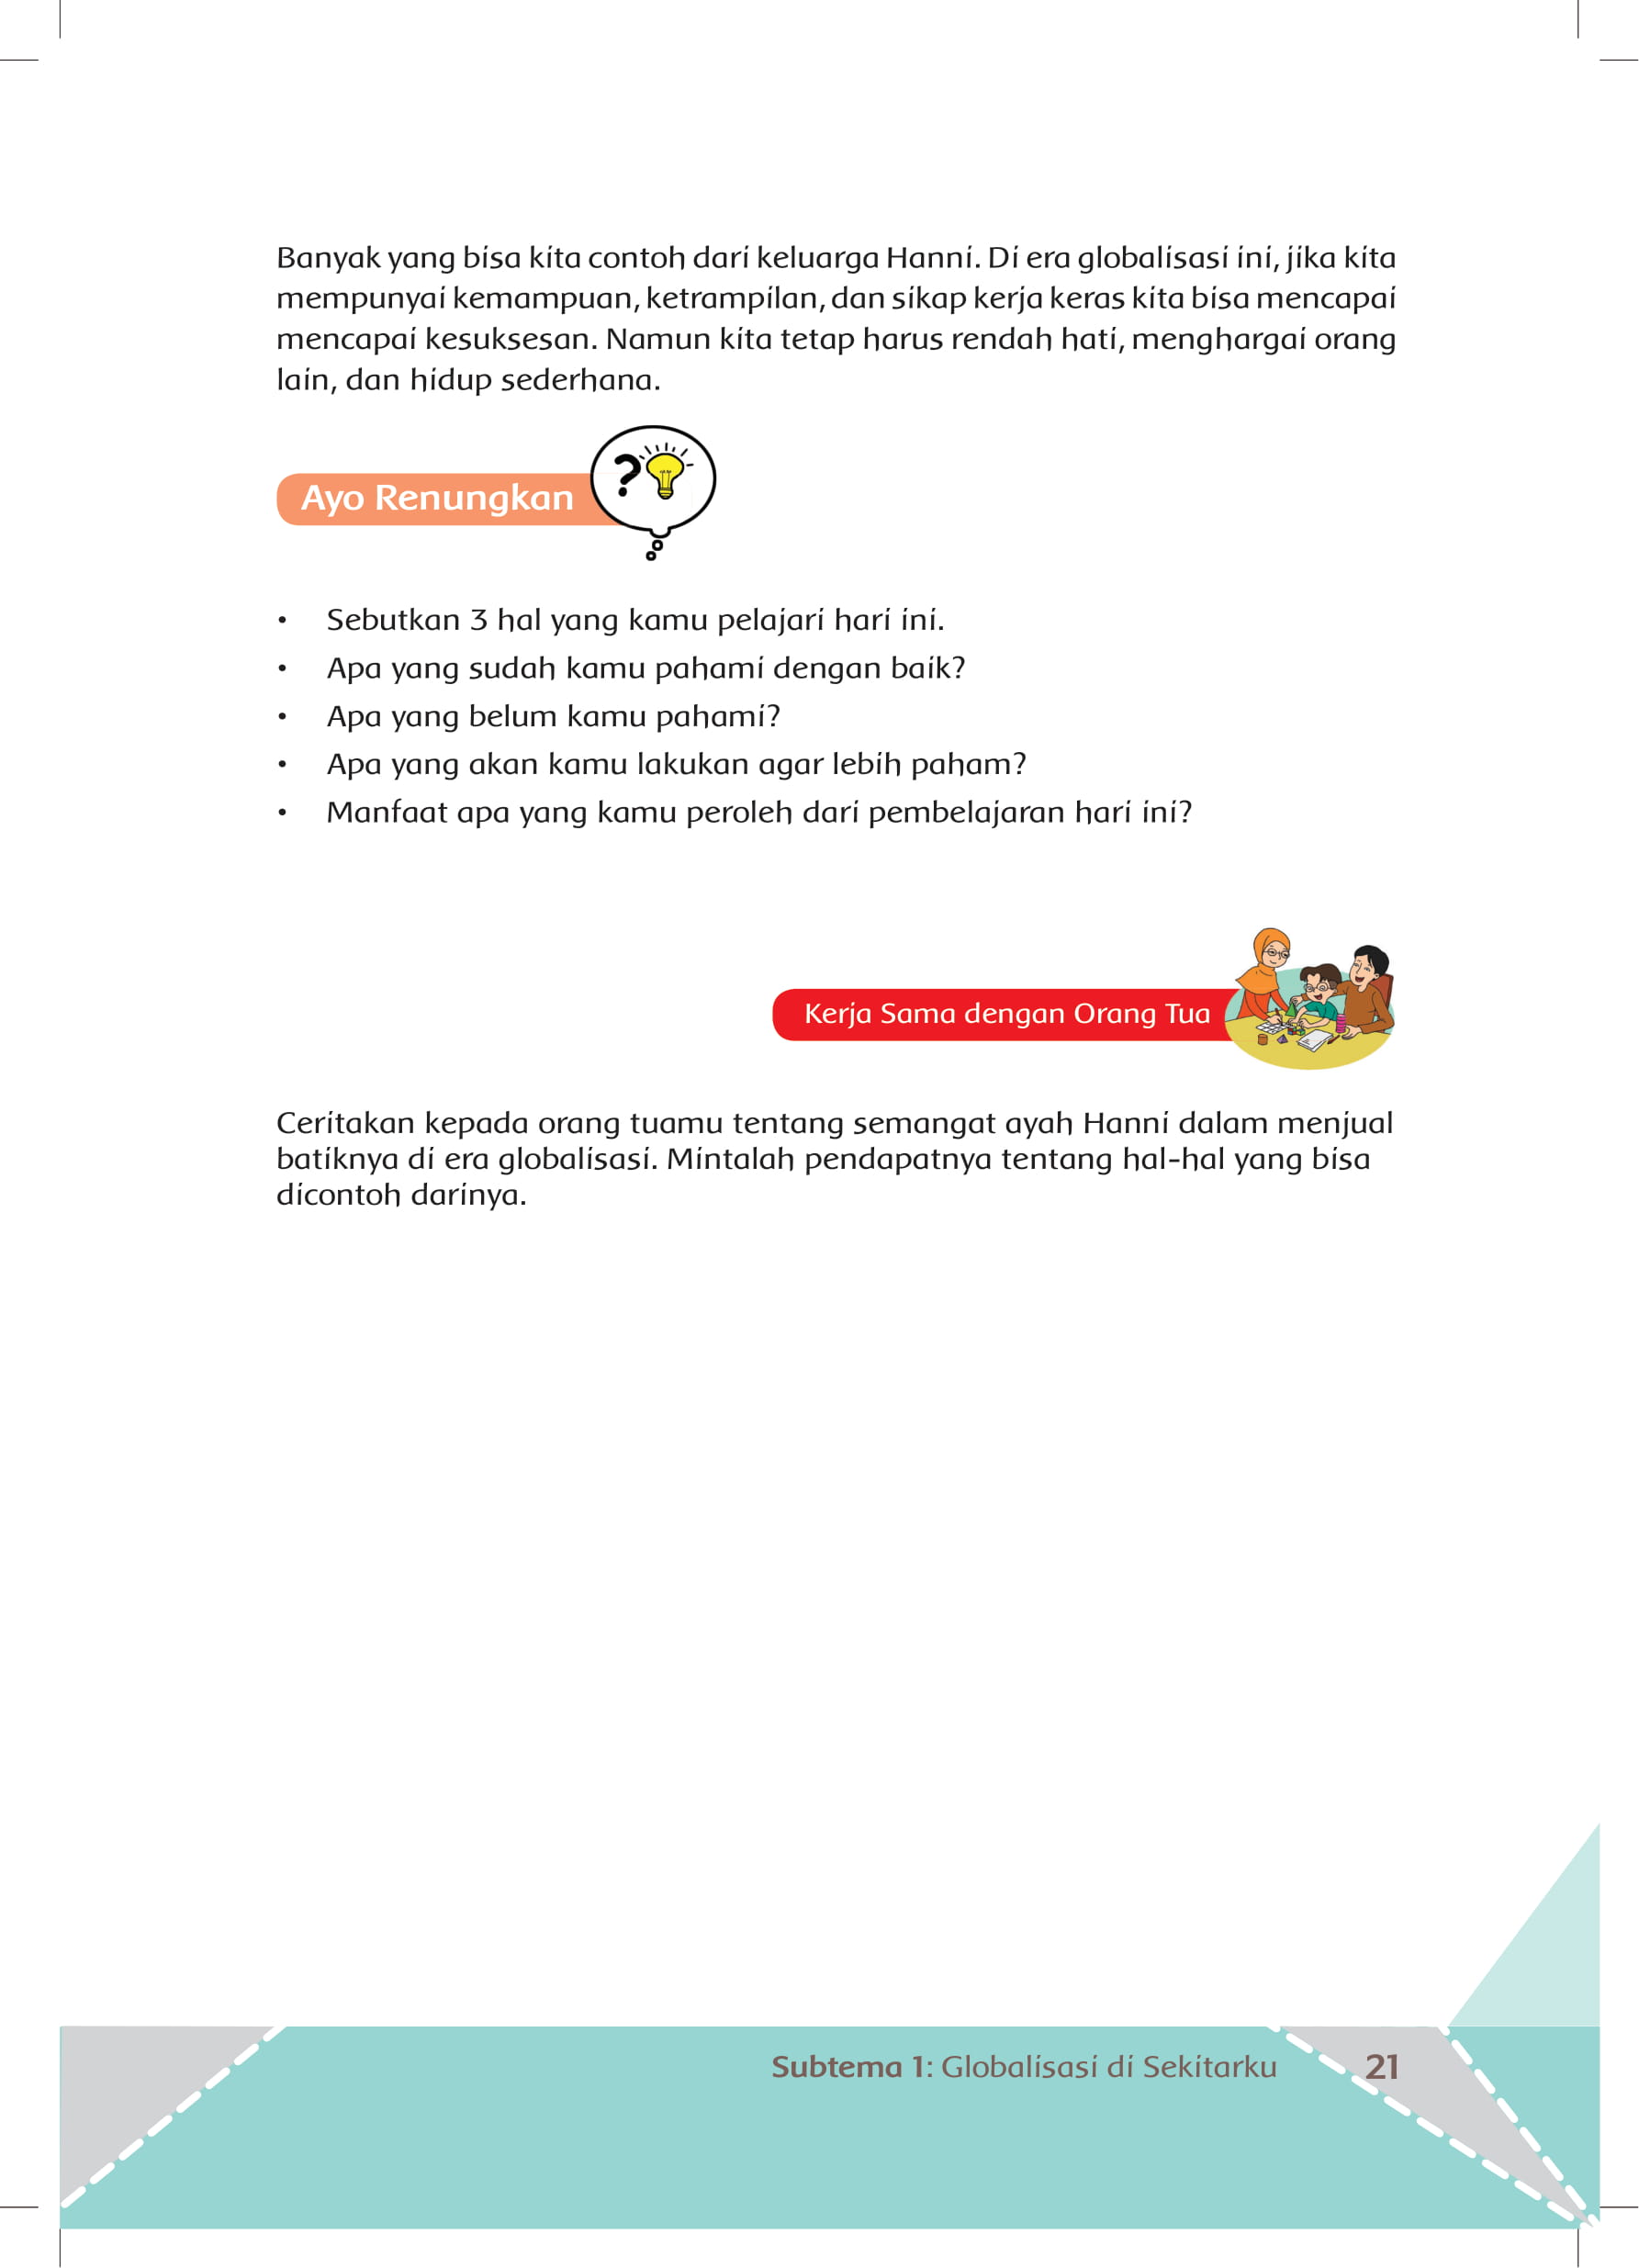 Banyak yang bisa kita contoh dari keluarga Hanni. Di era globalisasi ini, jika kita
mempunyai kemampuan, ketrampilan, dan sikap kerja keras kita bisa mencapai
mencapai kesuksesan. Namun kita tetap harus rendah hati, menghargai orang
lain, dan hidup sederhana.
Ayo Renungkan
?
• Sebutkan 3 hal yang kamu pelajari hari ini.
• Apa yang sudah kamu pahami dengan baik?
• Apa yang belum kamu pahami?
• Apa yang akan kamu lakukan agar lebih paham?
• Manfaat apa yang kamu peroleh dari pembelajaran hari ini?
Kerja Sama dengan Orang Tua
Ceritakan kepada orang tuamu tentang semangat ayah Hanni dalam menjual
batiknya di era globalisasi. Mintalah pendapatnya tentang hal-hal yang bisa
dicontoh darinya.
Subtema 1: Globalisasi di Sekitarku 21